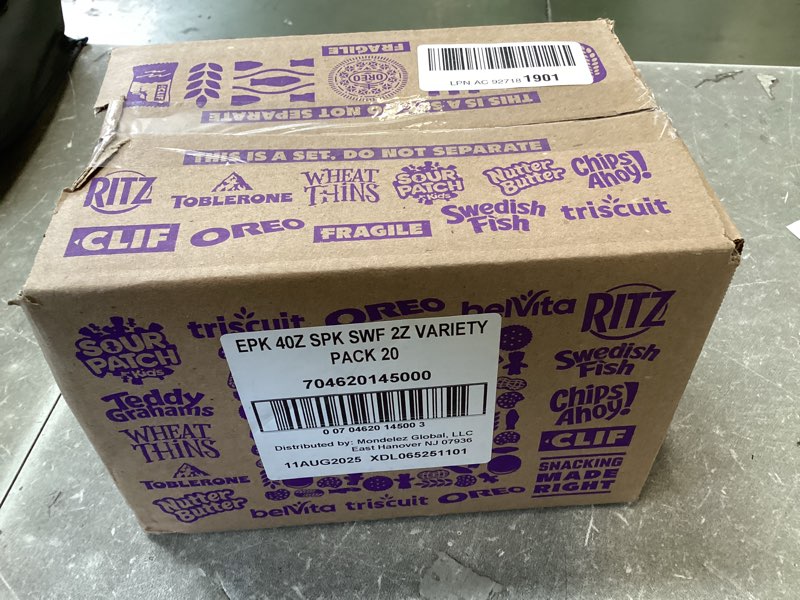 FRAGILE
OREO
LPN AC 92718 1901
THIS IS A SET
NOT SEPARATE
THIS IS A SET. DO NOT SEPARATE
RITZ
TOBLERONE
WHEAT THINS
SOUR PATCH Kids
Nutter Butter
Chips Ahoy!
CLIF
OREO
FRAGILE
Swedish Fish
triscuit
SOUR PATCH Kids
triscuit
OREO
belVita
RITZ
EPK 40Z SPK SWF 2Z VARIETY
PACK 20
704620145000
0 07 04620 14500 3
Distributed by: Mondelez Global, LLC
East Hanover NJ 07936
11AUG2025 XDL065251101
Teddy Grahams
WHEAT THINS
TOBLERONE
Nutter Butter
belVita
triscuit
OREO
Swedish Fish
Chips Ahoy!
CLIF
SNACKING
MADE
RIGHT